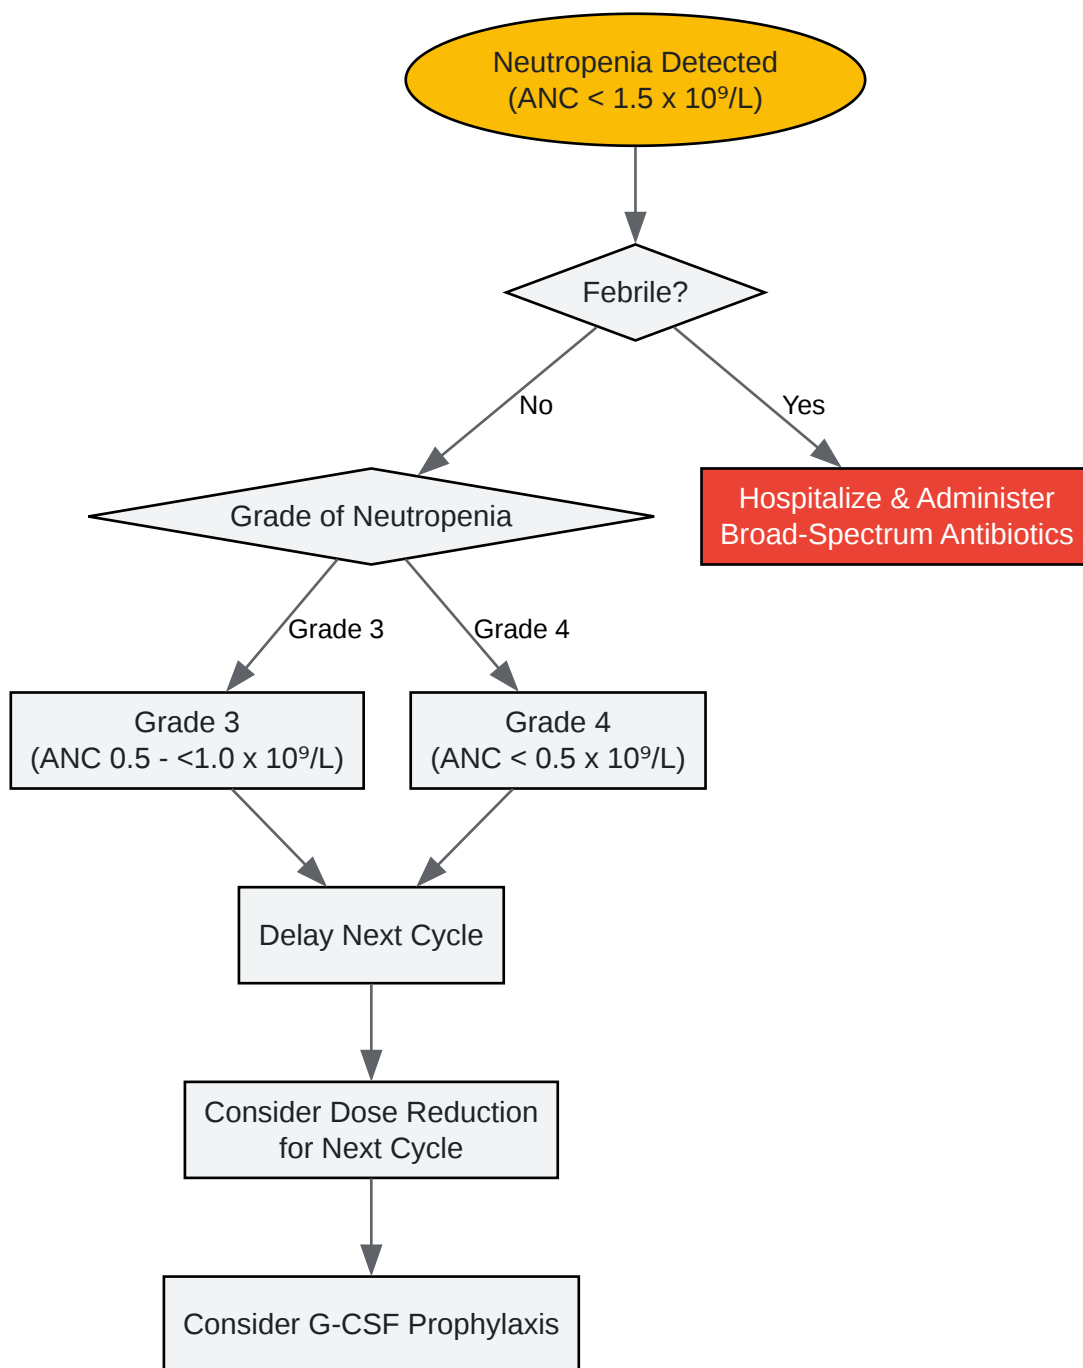 Neutropenia Detected
(ANC < 1.5 x 10⁹/L)
Febrile?
No
Yes
Grade of Neutropenia
Hospitalize & Administer
Broad-Spectrum Antibiotics
Grade 3
Grade 4
Grade 3
(ANC 0.5 - <1.0 x 10⁹/L)
Grade 4
(ANC < 0.5 x 10⁹/L)
Delay Next Cycle
Consider Dose Reduction
for Next Cycle
Consider G-CSF Prophylaxis